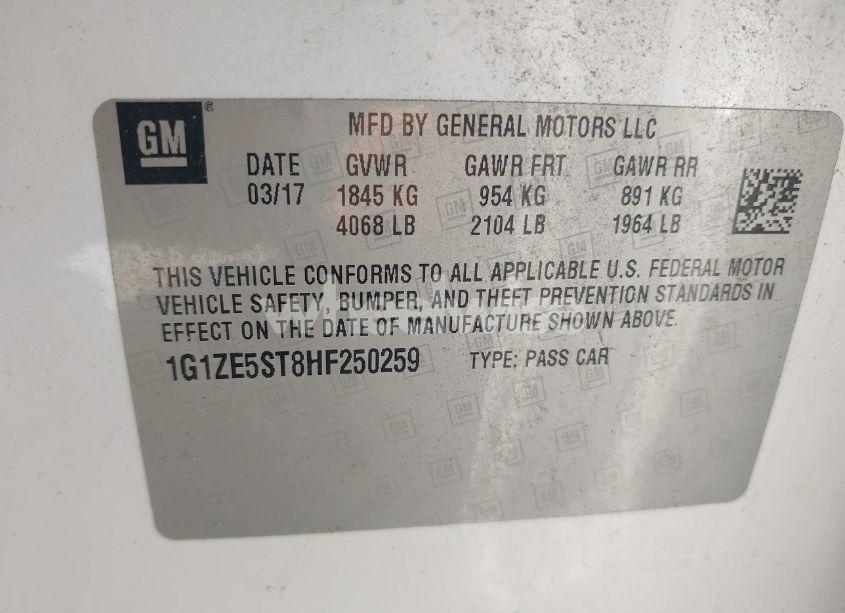 GM ®
MFD BY GENERAL MOTORS LLC
DATE GVWR GAWR FRT GAWR RR
03/17 1845 KG 954 KG 891 KG
4068 LB 2104 LB 1964 LB
THIS VEHICLE CONFORMS TO ALL APPLICABLE U.S. FEDERAL MOTOR
VEHICLE SAFETY, BUMPER, AND THEFT PREVENTION STANDARDS IN
EFFECT ON THE DATE OF MANUFACTURE SHOWN ABOVE.
1G1ZE5ST8HF250259 TYPE: PASS CAR